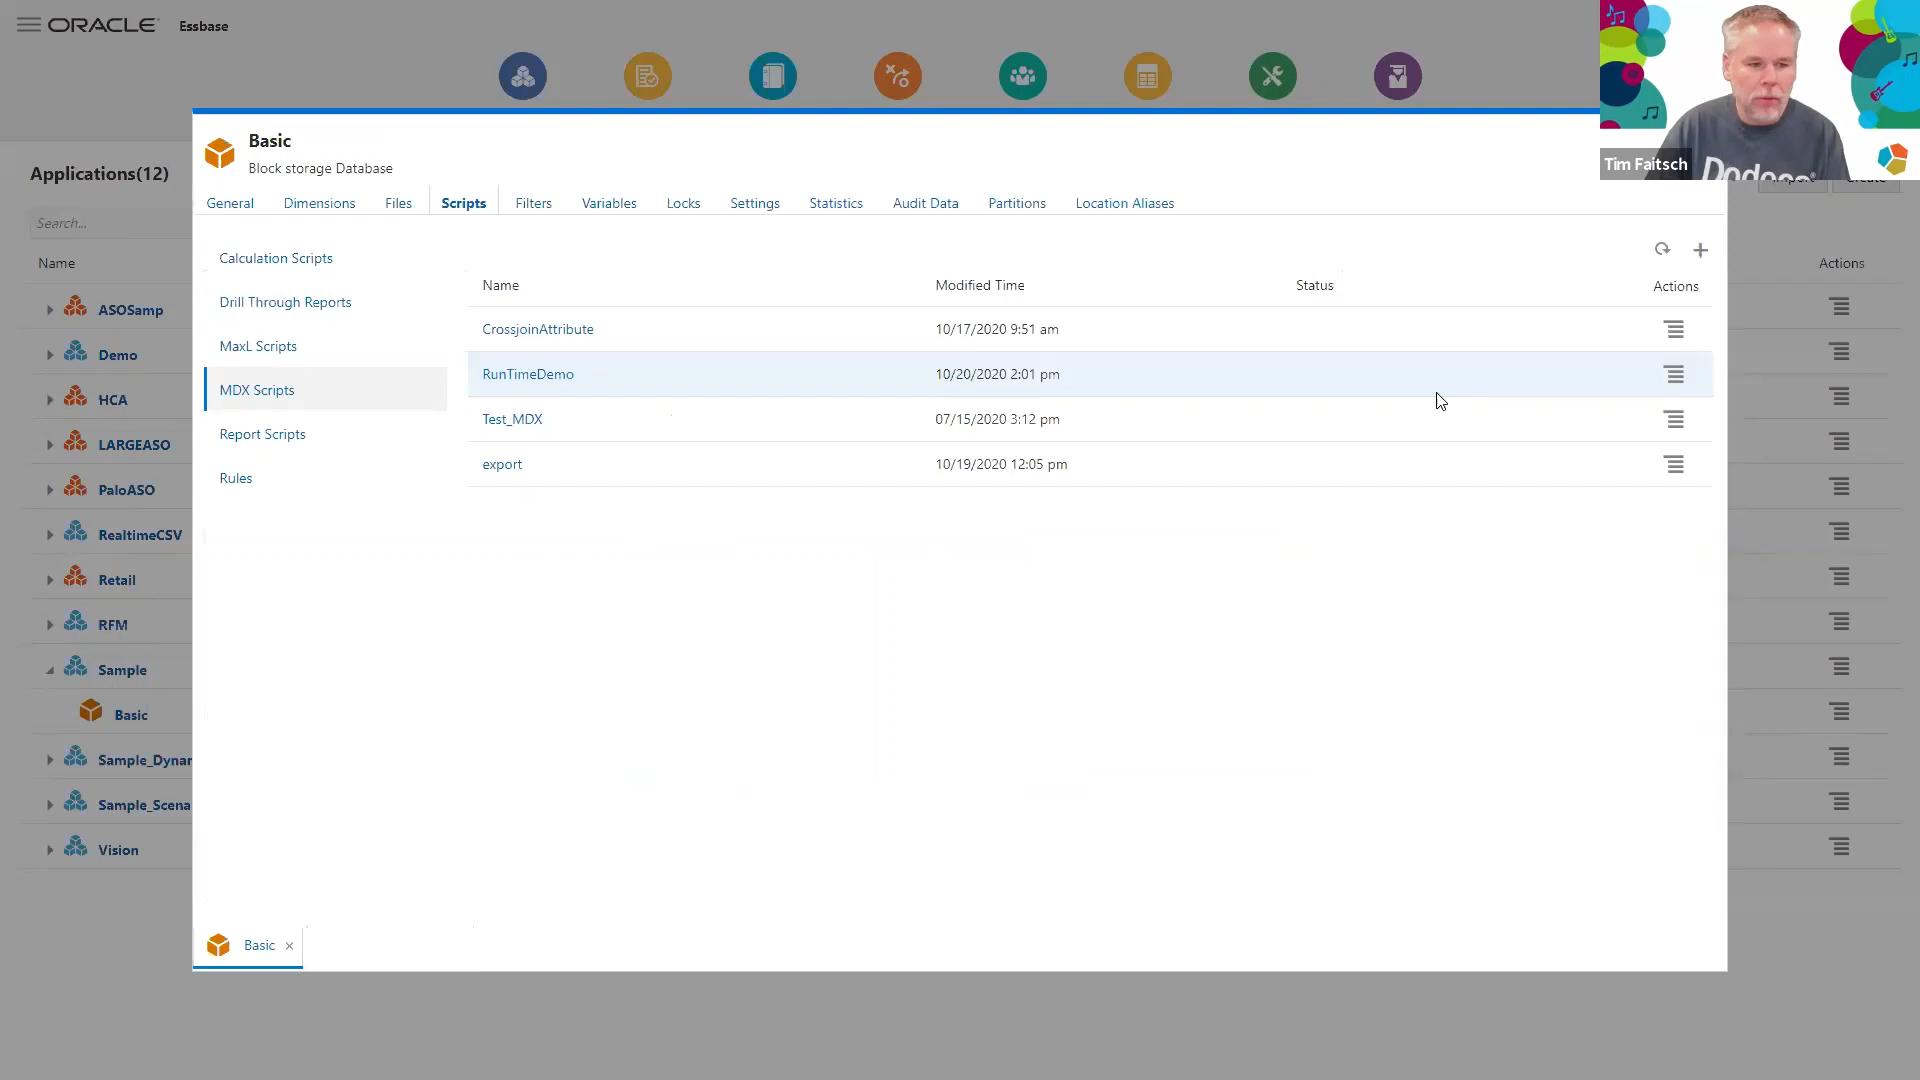 ORACLE Essbase
Tim Faitsch
Applications(12)
Search...
Name
Actions
ASOSamp
Demo
HCA
LARGEASO
PaloASO
RealtimeCSV
Retail
RFM
Sample
Basic
Sample_Dynar
Sample_Scena
Vision
Basic
Block storage Database
General Dimensions Files Scripts Filters Variables Locks Settings Statistics Audit Data Partitions Location Aliases
Calculation Scripts
Drill Through Reports
MaxL Scripts
MDX Scripts
Report Scripts
Rules
Name Modified Time Status Actions
CrossjoinAttribute 10/17/2020 9:51 am
RunTimeDemo 10/20/2020 2:01 pm
Test_MDX 07/15/2020 3:12 pm
export 10/19/2020 12:05 pm
Basic